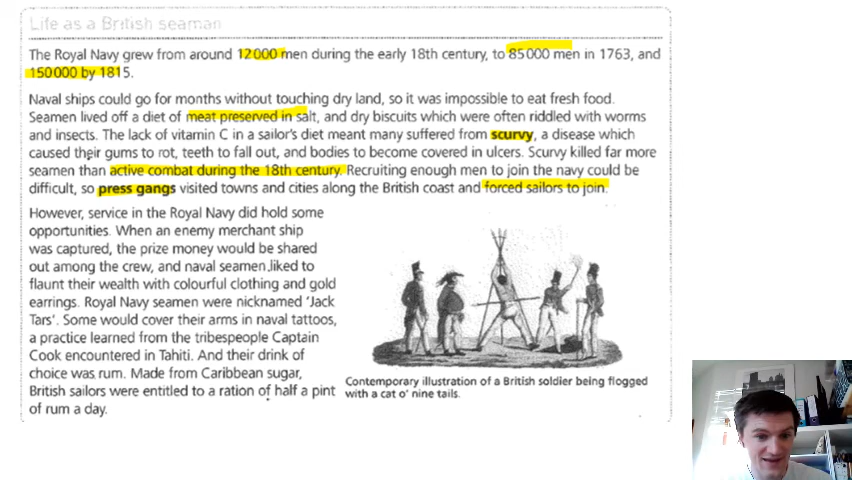 Life as a British seaman
The Royal Navy grew from around 12000 men during the early 18th century, to 85000 men in 1763, and
150000 by 1815.
Naval ships could go for months without touching dry land, so it was impossible to eat fresh food.
Seamen lived off a diet of meat preserved in salt, and dry biscuits which were often riddled with worms
and insects. The lack of vitamin C in a sailor's diet meant many suffered from scurvy, a disease which
caused their gums to rot, teeth to fall out, and bodies to become covered in ulcers. Scurvy killed far more
seamen than active combat during the 18th century. Recruiting enough men to join the navy could be
difficult, so press gangs visited towns and cities along the British coast and forced sailors to join.
However, service in the Royal Navy did hold some
opportunities. When an enemy merchant ship
was captured, the prize money would be shared
out among the crew, and naval seamen liked to
flaunt their wealth with colourful clothing and gold
earrings. Royal Navy seamen were nicknamed 'Jack
Tars'. Some would cover their arms in naval tattoos,
a practice learned from the tribespeople Captain
Cook encountered in Tahiti. And their drink of
choice was rum. Made from Caribbean sugar,
British sailors were entitled to a ration of half a pint
of rum a day.
Contemporary illustration of a British soldier being flogged
with a cat o' nine tails.